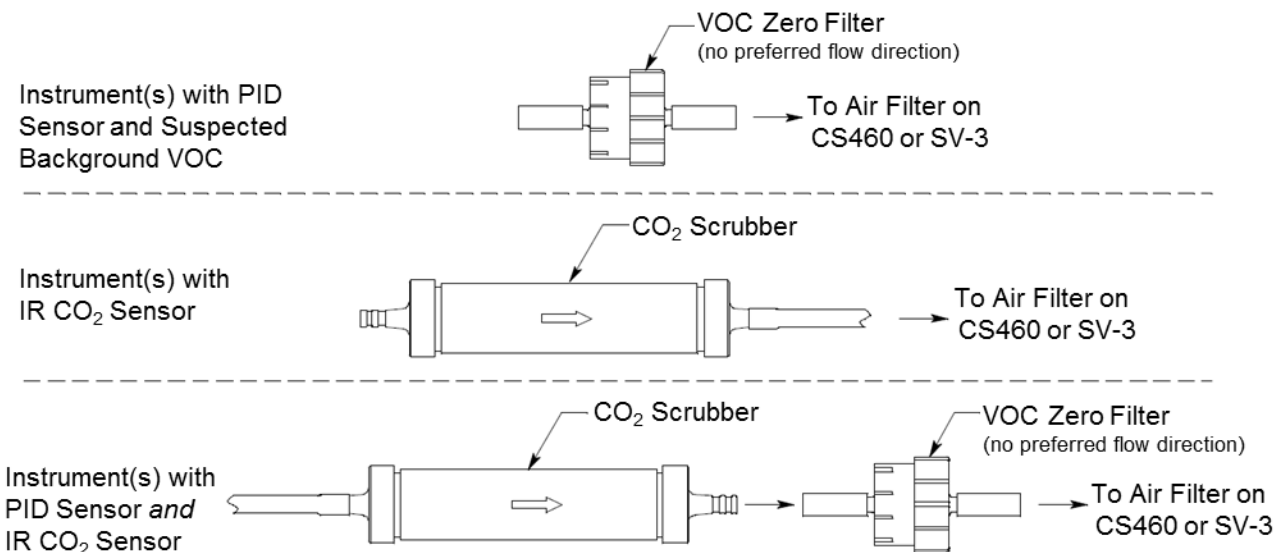 VOC Zero Filter
(no preferred flow direction)
Instrument(s) with PID
Sensor and Suspected
Background VOC
To Air Filter on
CS460 or SV-3
CO₂ Scrubber
Instrument(s) with
IR CO₂ Sensor
To Air Filter on
CS460 or SV-3
CO₂ Scrubber
VOC Zero Filter
(no preferred flow direction)
Instrument(s) with
PID Sensor and
IR CO₂ Sensor
To Air Filter on
CS460 or SV-3